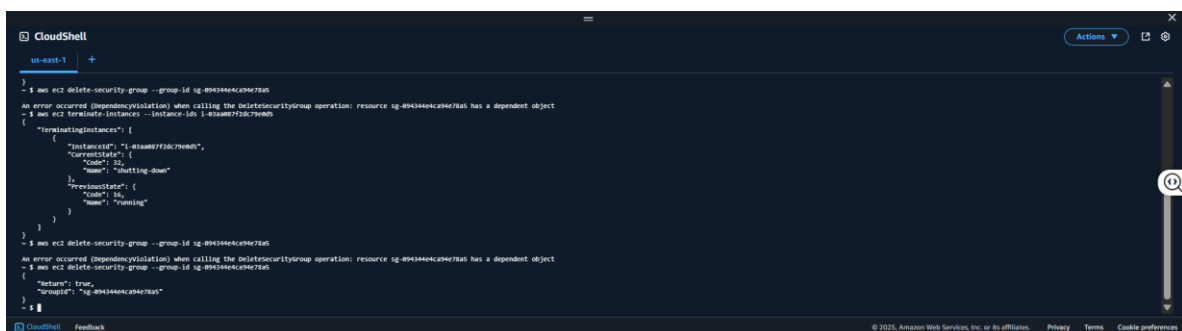 CloudShell
Actions
us-east-1 +
}
~ $ aws ec2 delete-security-group --group-id sg-094344e4ca94e78a5
An error occurred (DependencyViolation) when calling the DeleteSecurityGroup operation: resource sg-094344e4ca94e78a5 has a dependent object
~ $ aws ec2 terminate-instances --instance-ids i-03aa087f2dc79e0d5
{
    "TerminatingInstances": [
        {
            "InstanceId": "i-03aa087f2dc79e0d5",
            "CurrentState": {
                "Code": 32,
                "Name": "shutting-down"
            },
            "PreviousState": {
                "Code": 16,
                "Name": "running"
            }
        }
    ]
}
~ $ aws ec2 delete-security-group --group-id sg-094344e4ca94e78a5
An error occurred (DependencyViolation) when calling the DeleteSecurityGroup operation: resource sg-094344e4ca94e78a5 has a dependent object
~ $ aws ec2 delete-security-group --group-id sg-094344e4ca94e78a5
{
    "Return": true,
    "GroupId": "sg-094344e4ca94e78a5"
}
~ $
CloudShell Feedback © 2025, Amazon Web Services, Inc. or its affiliates. Privacy Terms Cookie preferences